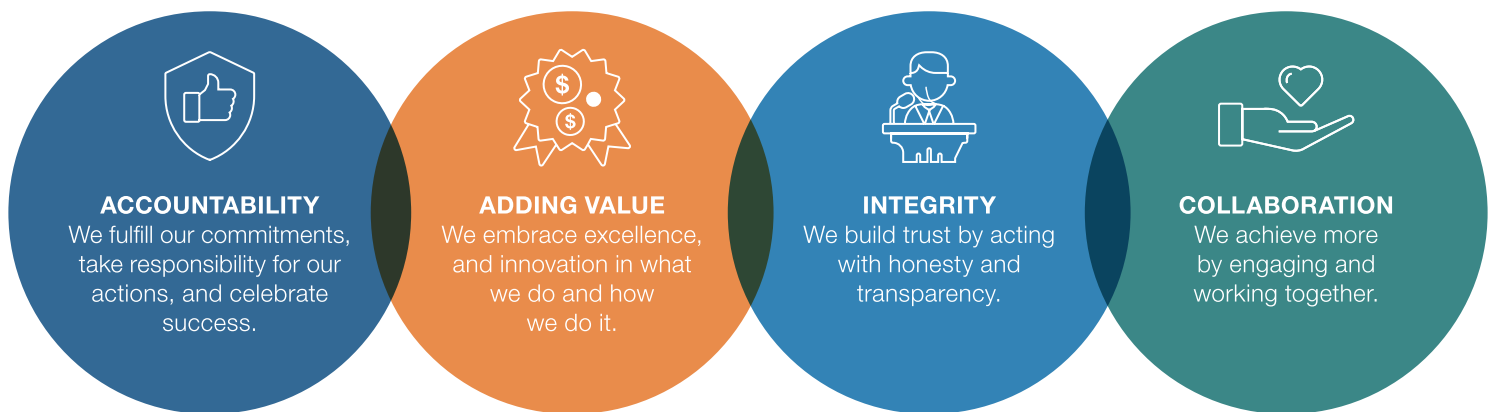 $
$
ACCOUNTABILITY
We fulfill our commitments,
take responsibility for our
actions, and celebrate
success.
ADDING VALUE
We embrace excellence,
and innovation in what
we do and how
we do it.
INTEGRITY
We build trust by acting
with honesty and
transparency.
COLLABORATION
We achieve more
by engaging and
working together.